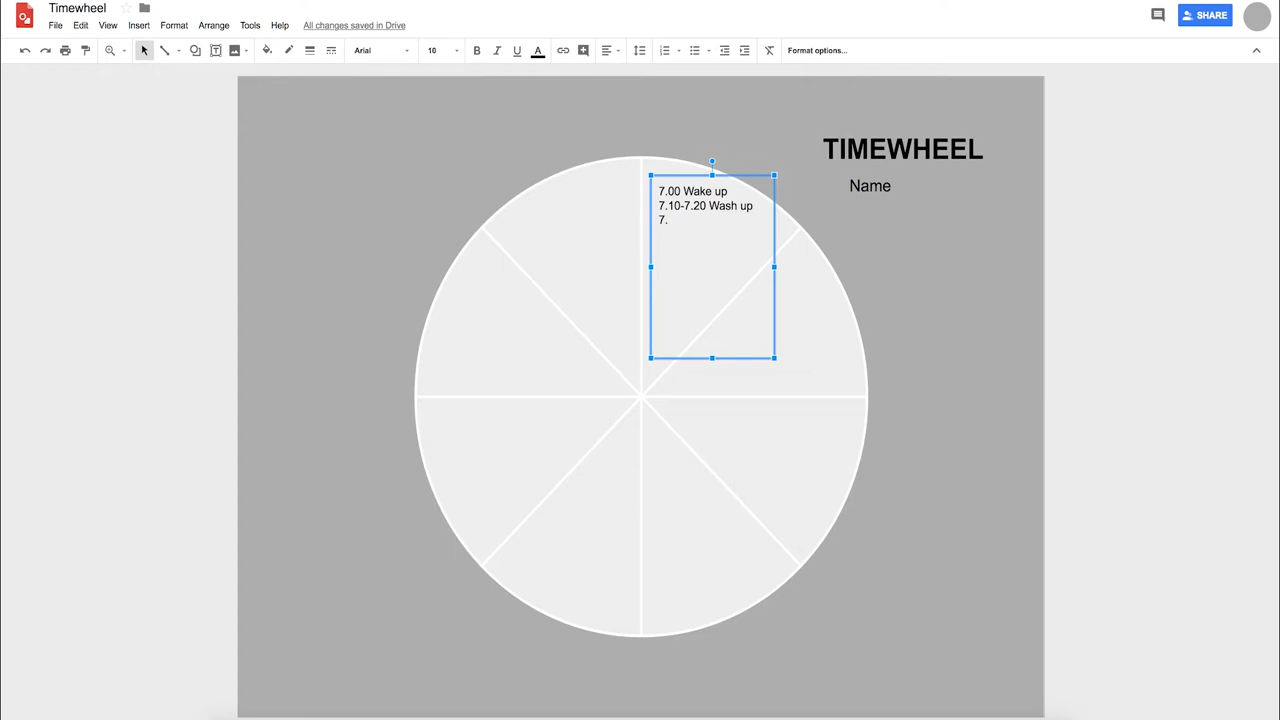 Timewheel
File Edit View Insert Format Arrange Tools Help All changes saved in Drive
SHARE
Arial 10 B I U A Format options...
TIMEWHEEL
Name
7.00 Wake up
7.10-7.20 Wash up
7.